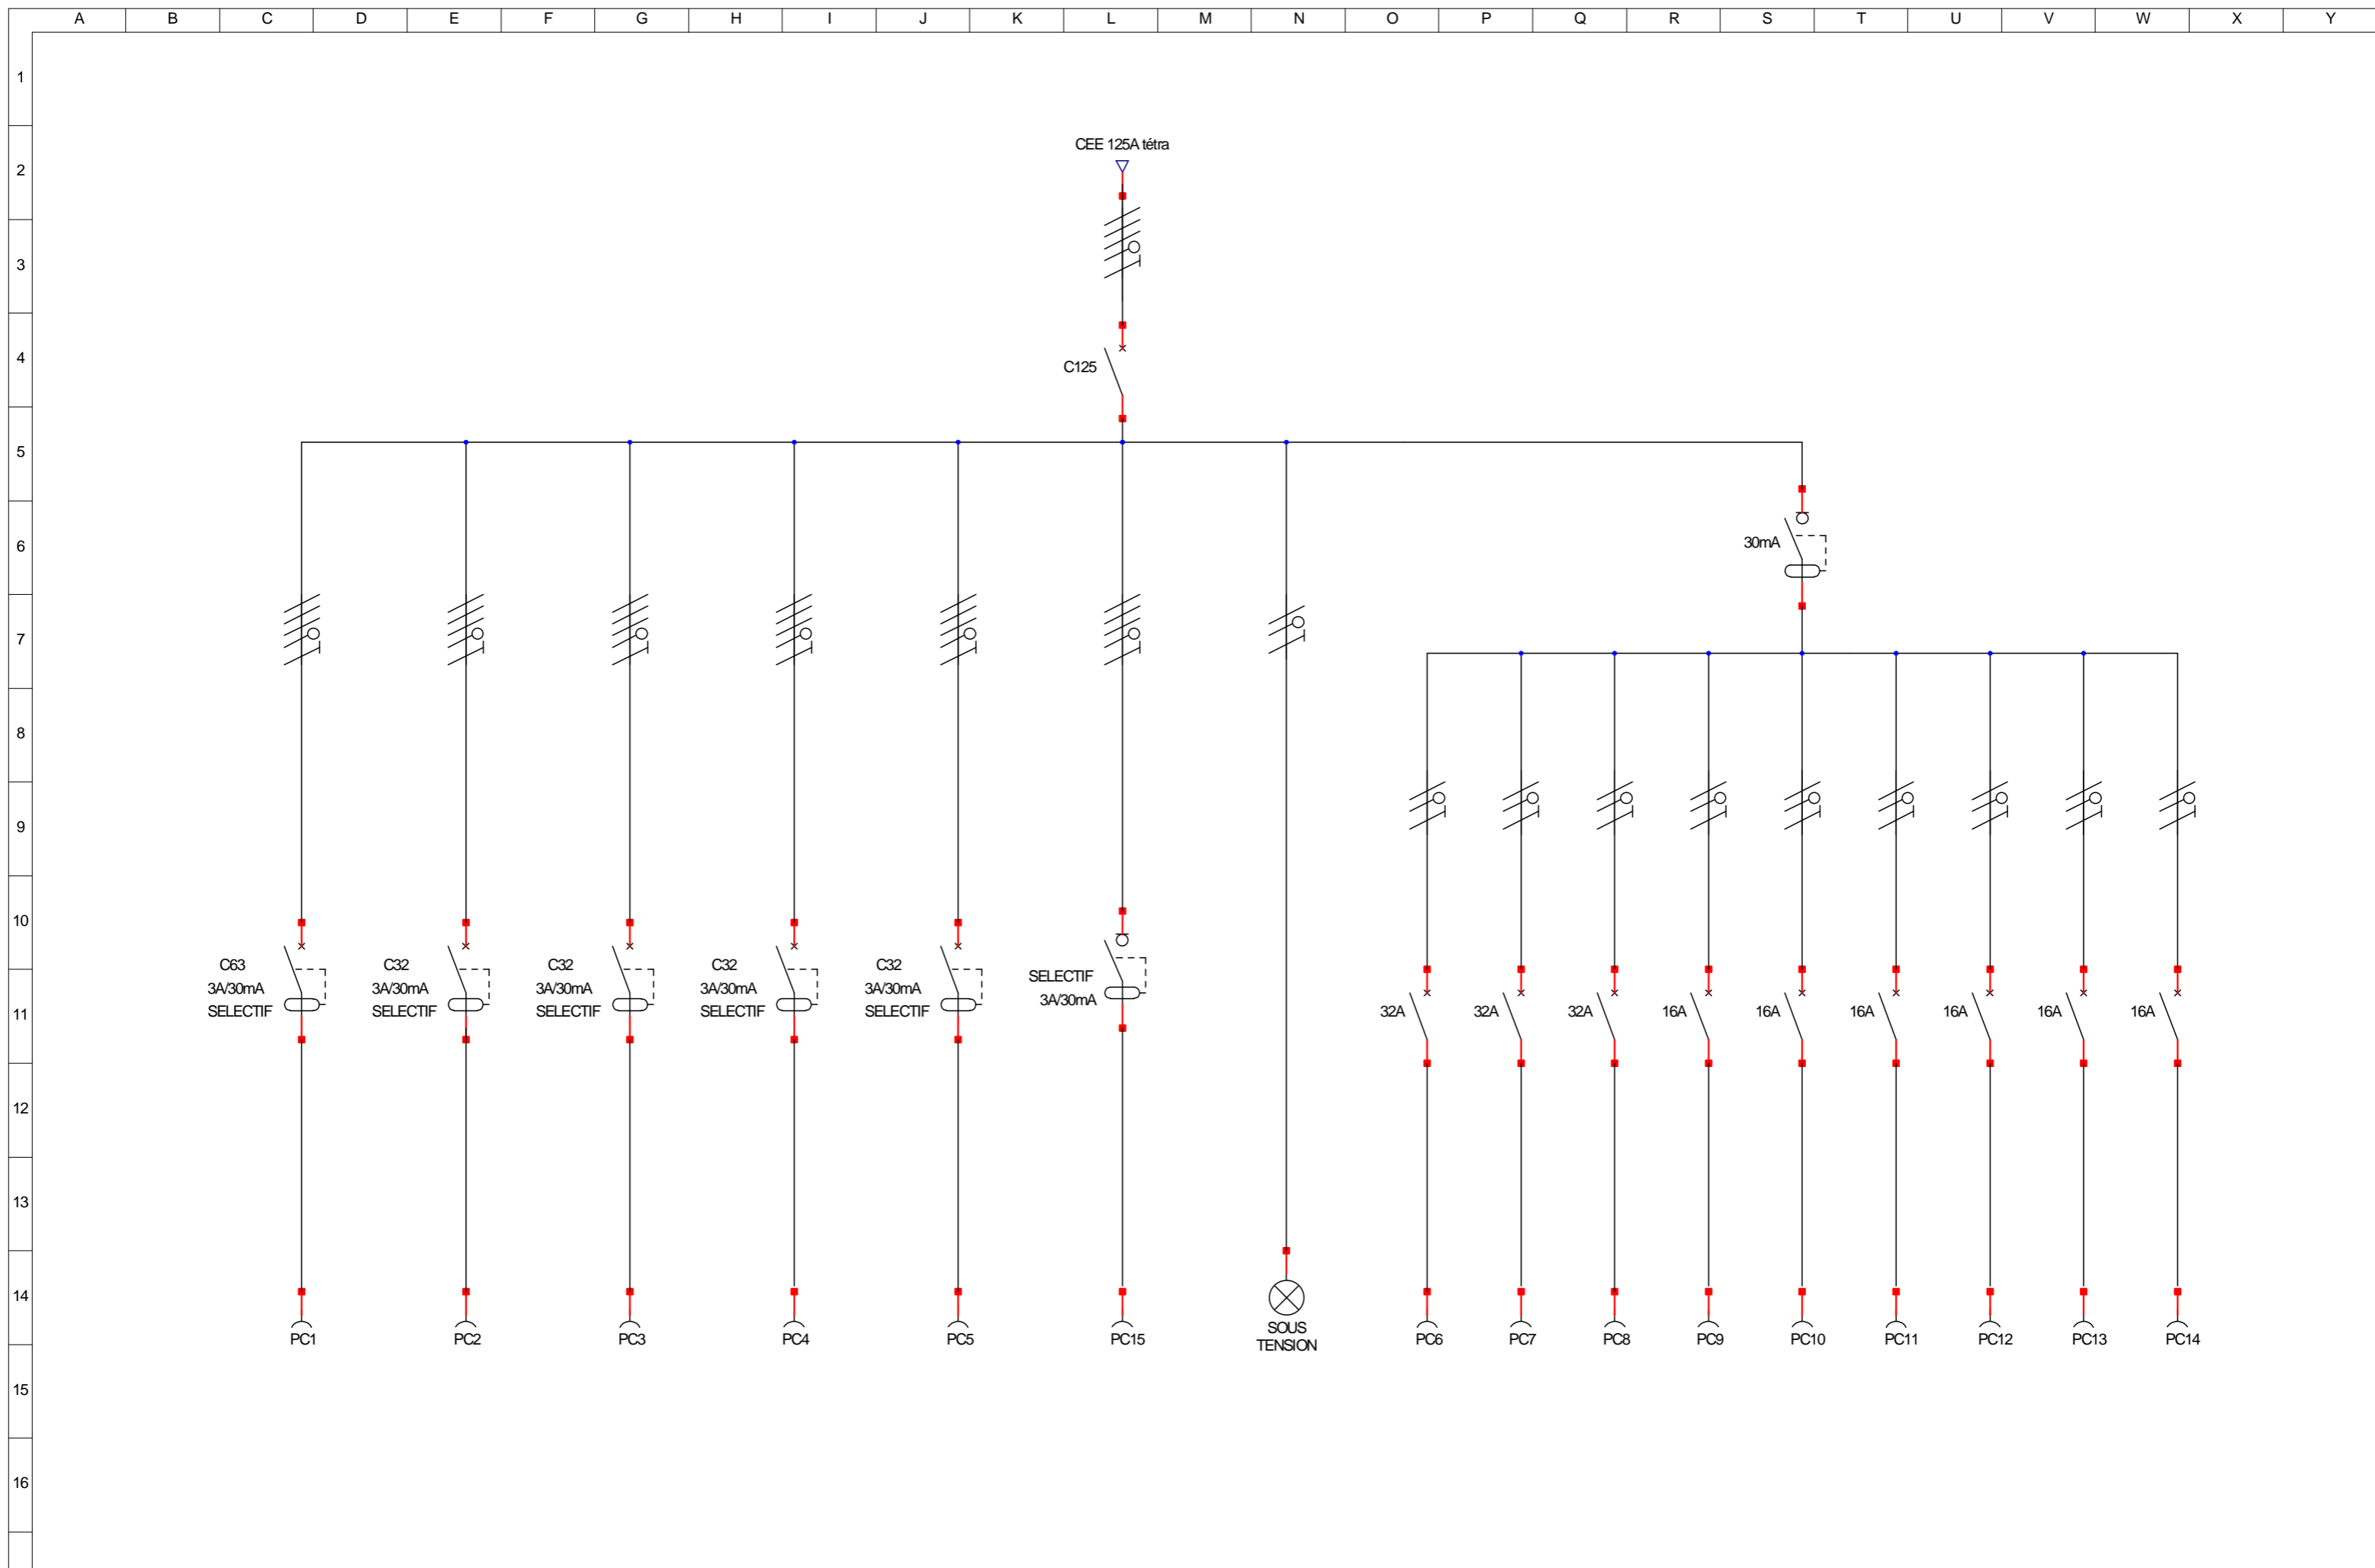 A B C D E F G H I J K L M N O P Q R S T U V W X Y
1
2
3
4
5
6
7
8
9
10
11
12
13
14
15
16
CEE 125A tétra
C125
30mA
C63
3A/30mA
SELECTIF
C32
3A/30mA
SELECTIF
C32
3A/30mA
SELECTIF
C32
3A/30mA
SELECTIF
C32
3A/30mA
SELECTIF
SELECTIF
3A/30mA
32A
32A
32A
16A
16A
16A
16A
16A
16A
PC1
PC2
PC3
PC4
PC5
PC15
SOUS
TENSION
PC6
PC7
PC8
PC9
PC10
PC11
PC12
PC13
PC14